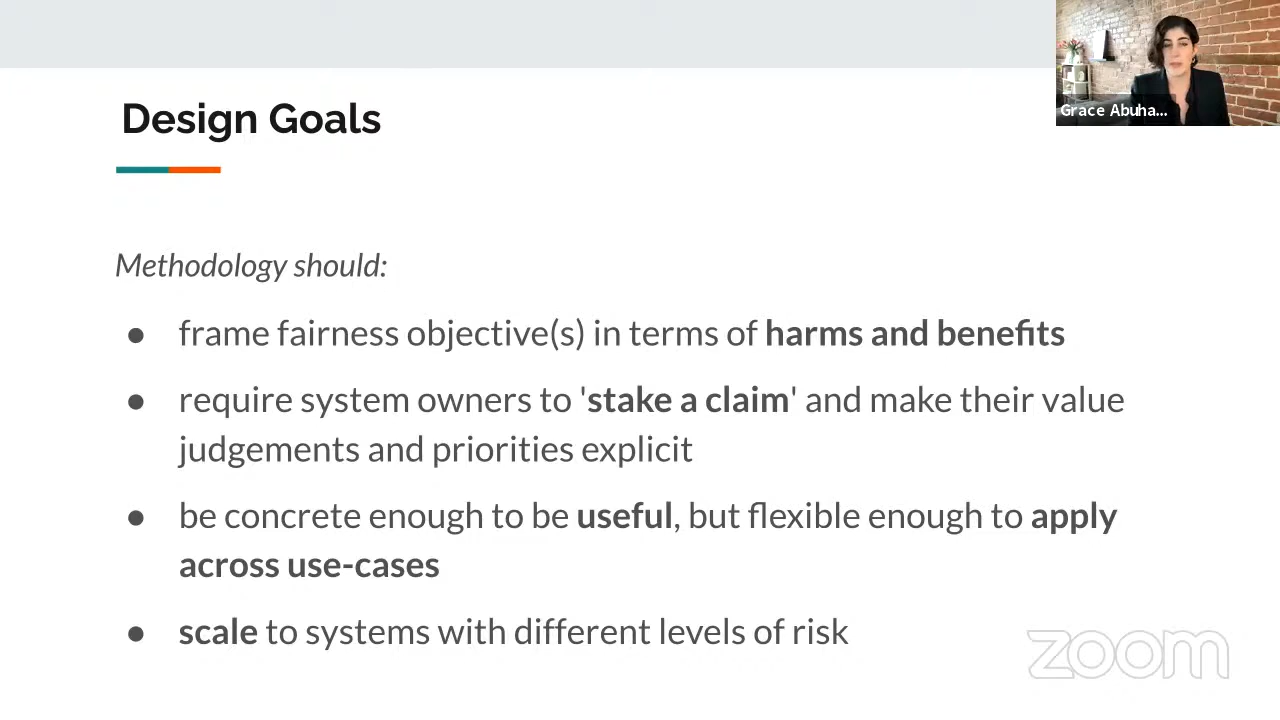 Grace Abuha...
Design Goals
Methodology should:
● frame fairness objective(s) in terms of harms and benefits
● require system owners to 'stake a claim' and make their value
judgements and priorities explicit
● be concrete enough to be useful, but flexible enough to apply
across use-cases
● scale to systems with different levels of risk
zoom